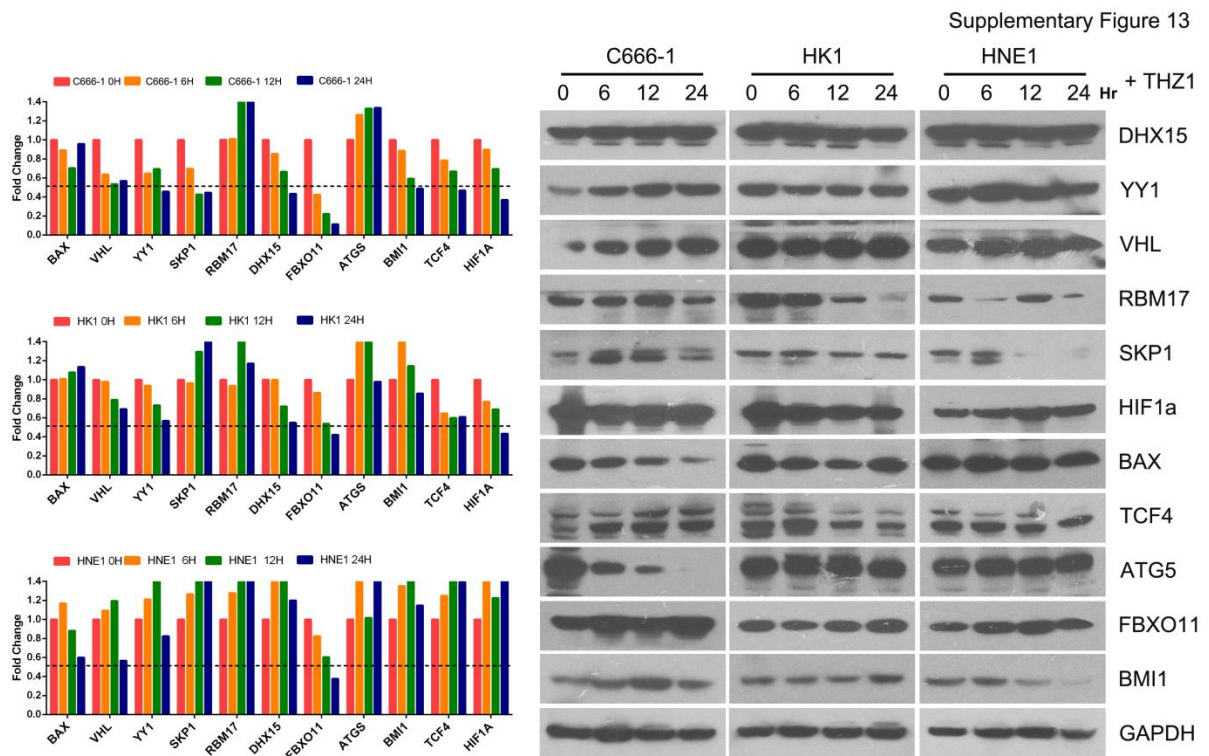 Supplementary Figure 13
C666-1 0H C666-1 6H C666-1 12H C666-1 24H
Fold Change
1.4
1.2
1.0
0.8
0.6
0.4
0.2
0.0
BAX VHL YY1 SKP1 RBM17 DHX15 FBXO11 ATGS BMI1 TCF4 HIF1A
HK1 0H HK1 6H HK1 12H HK1 24H
Fold Change
1.4
1.2
1.0
0.8
0.6
0.4
0.2
0.0
BAX VHL YY1 SKP1 RBM17 DHX15 FBXO11 ATGS BMI1 TCF4 HIF1A
HNE1 0H HNE1 6H HNE1 12H HNE1 24H
Fold Change
1.4
1.2
1.0
0.8
0.6
0.4
0.2
0.0
BAX VHL YY1 SKP1 RBM17 DHX15 FBXO11 ATGS BMI1 TCF4 HIF1A
C666-1 HK1 HNE1
0 6 12 24 0 6 12 24 0 6 12 24 Hr + THZ1
DHX15
YY1
VHL
RBM17
SKP1
HIF1a
BAX
TCF4
ATG5
FBXO11
BMI1
GAPDH